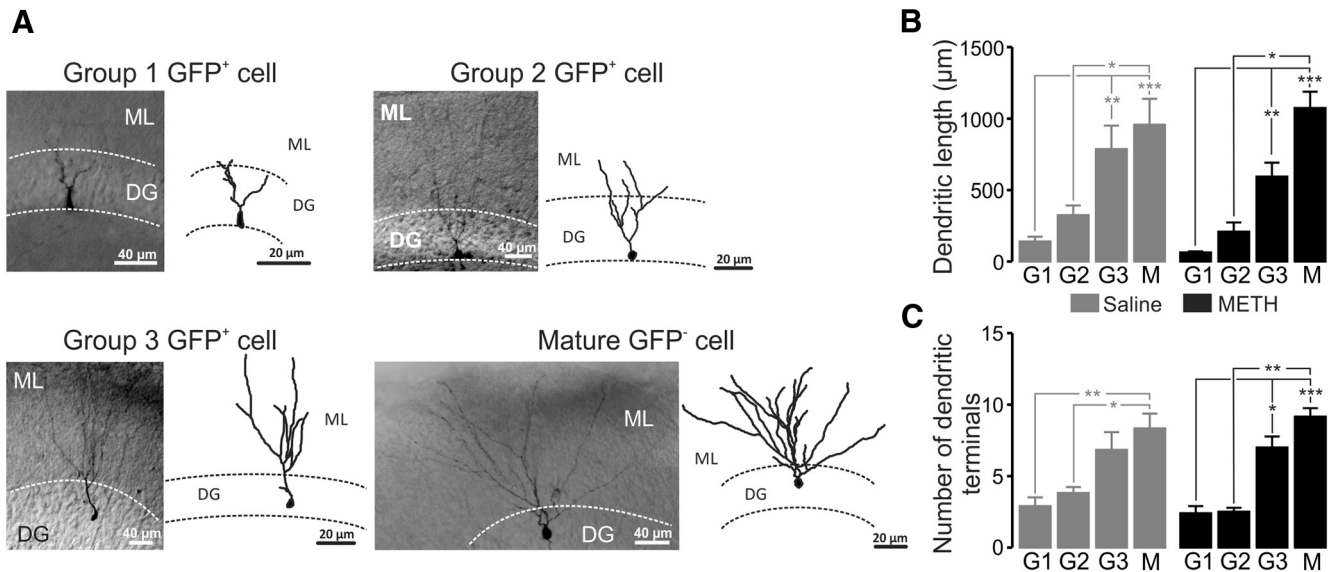 A
Group 1 GFP+ cell
ML
DG
40 µm
ML
DG
20 µm
Group 2 GFP+ cell
ML
DG
40 µm
ML
DG
20 µm
Group 3 GFP+ cell
ML
DG
40 µm
ML
DG
20 µm
Mature GFP- cell
ML
DG
40 µm
ML
DG
20 µm
B
Dendritic length (µm)
1500
1000
500
0
*
**
***
*
**
***
G1 G2 G3 M G1 G2 G3 M
Saline METH
C
Number of dendritic
terminals
15
10
5
0
**
*
**
*
***
G1 G2 G3 M G1 G2 G3 M